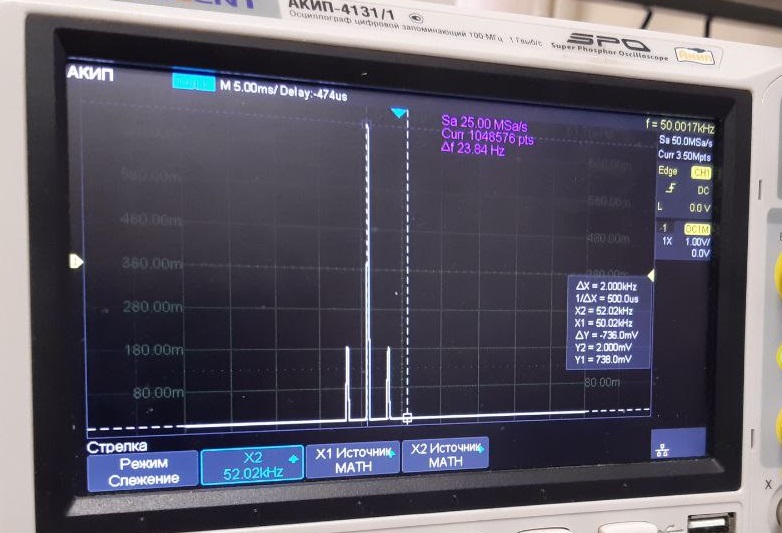 АКИП-4131/1
Осциллограф цифровой запоминающий 100 МГц 1 Гвыб/с
SPO
Super Phosphor Oscilloscope
АКИП
M 5.00ms/ Delay:-474us
Sa 25.00 MSa/s
Curr 1048576 pts
Δf 23.84 Hz
f = 50.0017kHz
Sa 50.0MSa/s
Curr 3.50Mpts
Edge CH1
DC
L 0.0 V
1 DC1M
1X 1.00V/
0.0V
560.00m
460.00m
360.00m
280.00m
180.00m
80.00m
80.00m
ΔX = 2.000kHz
1/ΔX = 500.0us
X2 = 52.02kHz
X1 = 50.02kHz
ΔY = -736.0mV
Y2 = 2.000mV
Y1 = 738.0mV
Стрелка
Режим
Слежение
X2
52.02kHz
X1 Источник
MATH
X2 Источник
MATH
X